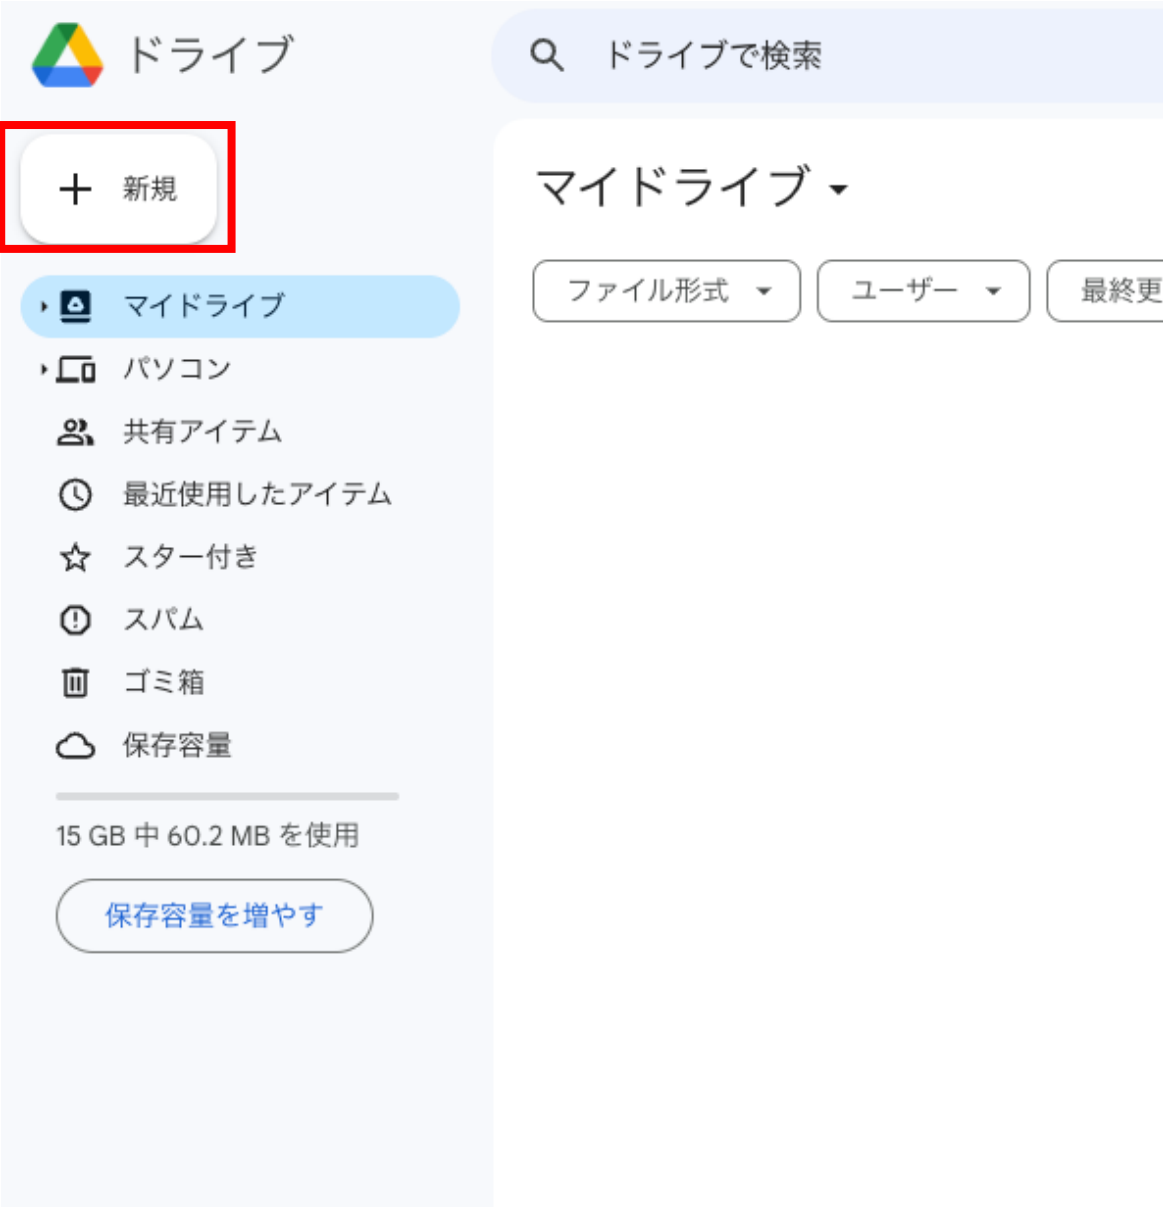 ドライブ
ドライブで検索
新規
マイドライブ
ファイル形式
ユーザー
最終更
マイドライブ
パソコン
共有アイテム
最近使用したアイテム
スター付き
スパム
ゴミ箱
保存容量
15 GB 中 60.2 MB を使用
保存容量を増やす